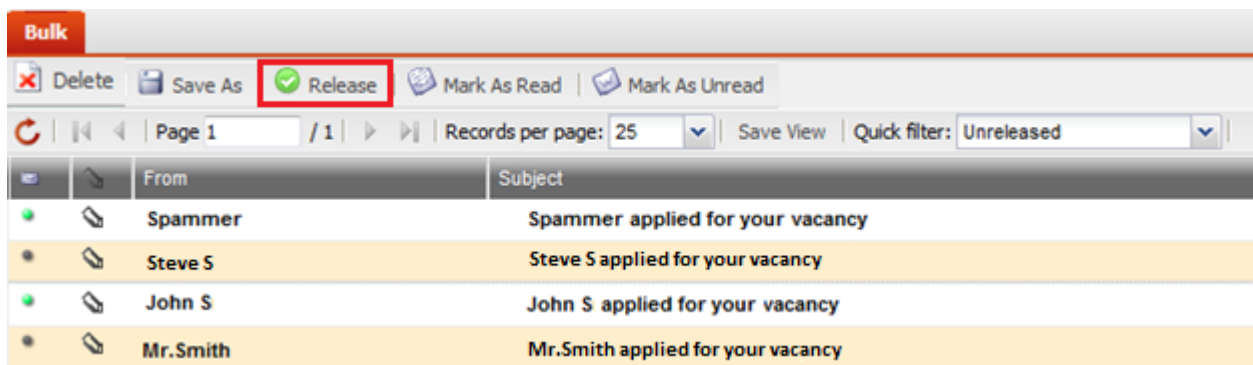 Bulk
Delete Save As Release Mark As Read Mark As Unread
Page 1 / 1 Records per page: 25 Save View Quick filter: Unreleased
From Subject
Spammer Spammer applied for your vacancy
Steve S Steve S applied for your vacancy
John S John S applied for your vacancy
Mr.Smith Mr.Smith applied for your vacancy